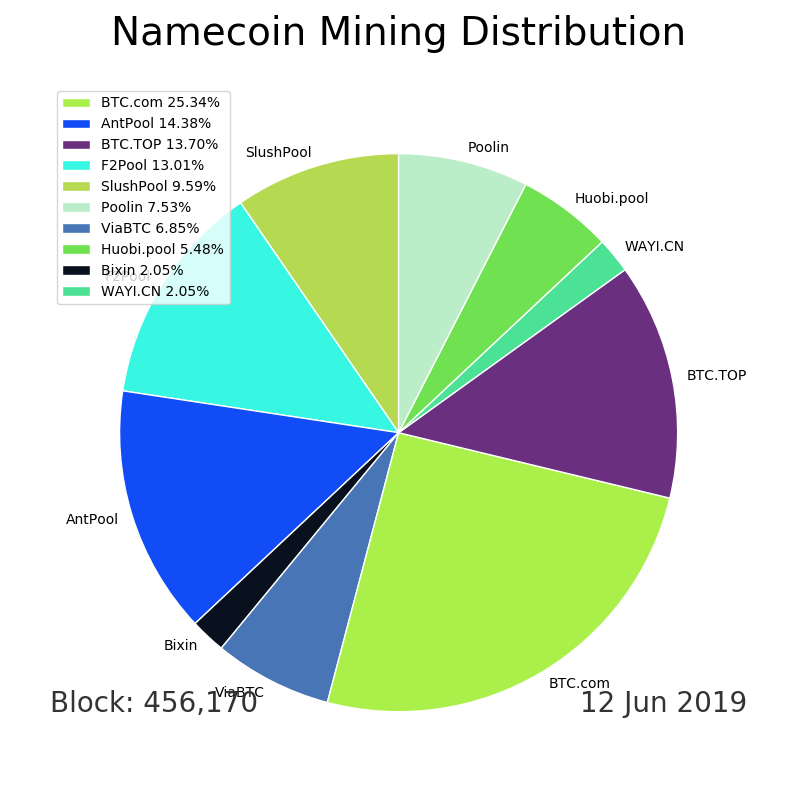 Namecoin Mining Distribution
BTC.com 25.34%
AntPool 14.38%
BTC.TOP 13.70%
F2Pool 13.01%
SlushPool 9.59%
Poolin 7.53%
ViaBTC 6.85%
Huobi.pool 5.48%
Bixin 2.05%
WAYI.CN 2.05%
SlushPool
Poolin
Huobi.pool
WAYI.CN
F2Pool
BTC.TOP
AntPool
Bixin
BTC.com
ViaBTC
Block: 456,170
12 Jun 2019